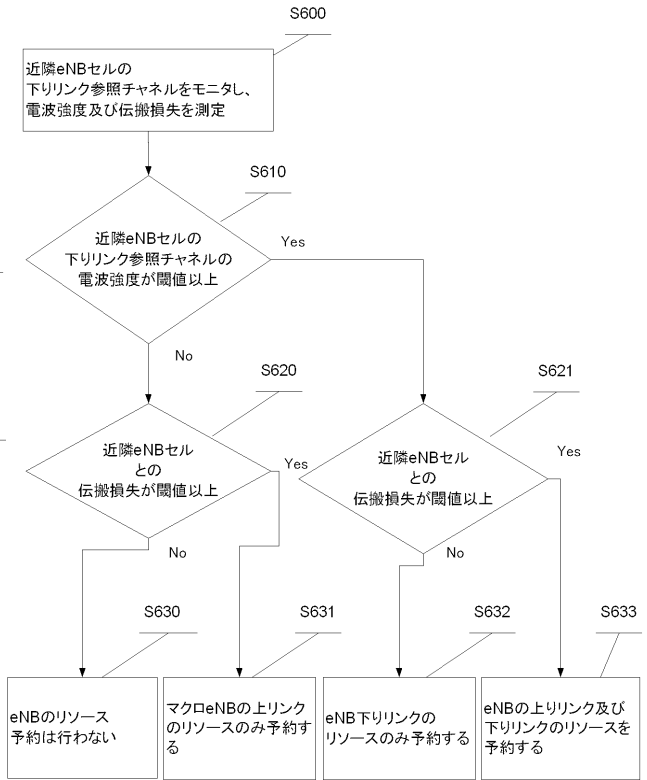 S600
近隣eNBセルの
下りリンク参照チャネルをモニタし、
電波強度及び伝搬損失を測定
S610
近隣eNBセルの
下りリンク参照チャネルの
電波強度が閾値以上
Yes
No
S620
S621
近隣eNBセル
との
伝搬損失が閾値以上
Yes
近隣eNBセル
との
伝搬損失が閾値以上
Yes
No
No
S630
S631
S632
S633
eNBのリソース
予約は行わない
マクロeNBの上リンク
のリソースのみ予約す
る
eNB下りリンクの
リソースのみ予約する
eNBの上りリンク及び
下りリンクのリソースを
予約する